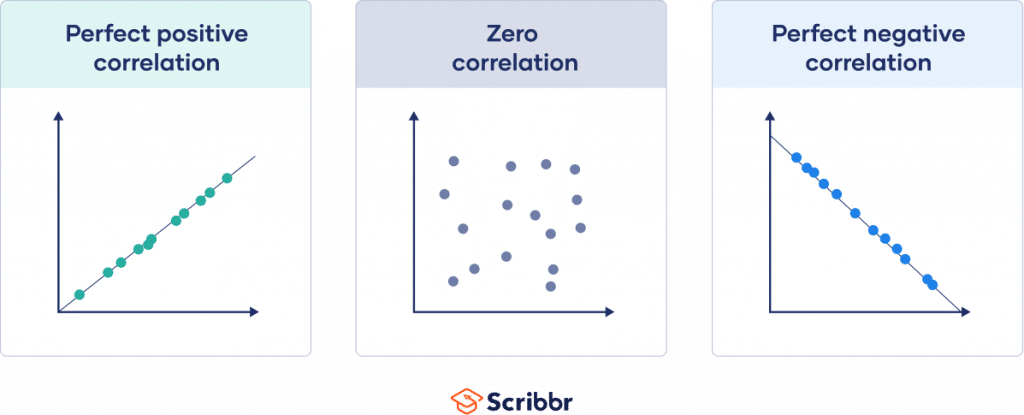 Perfect positive
correlation
Zero
correlation
Perfect negative
correlation
Scribbr